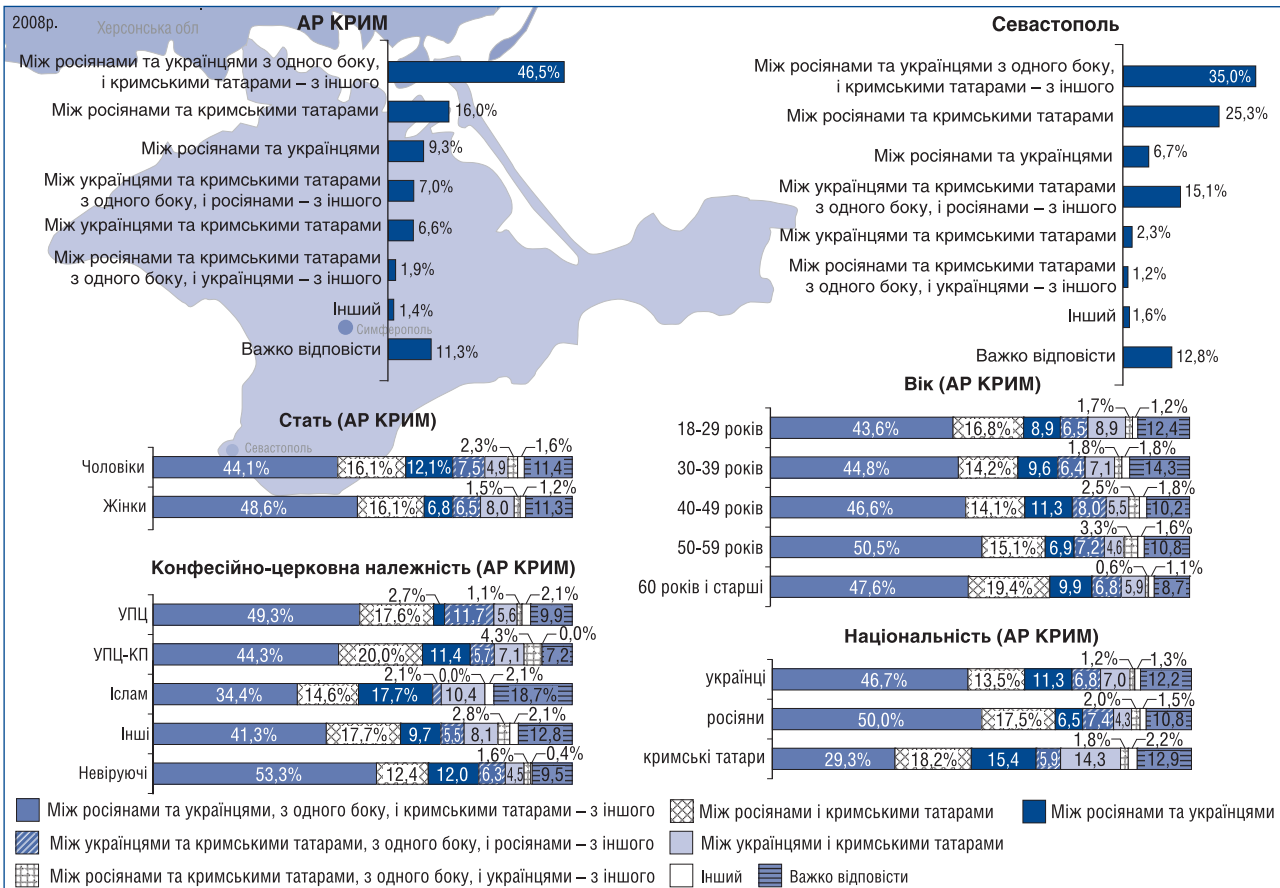 2008р.
Херсонська обл
АР КРИМ
Між росіянами та українцями з одного боку,
і кримськими татарами – з іншого
46,5%
Між росіянами та кримськими татарами
16,0%
Між росіянами та українцями
9,3%
Між українцями та кримськими татарами
з одного боку, і росіянами – з іншого
7,0%
Між українцями та кримськими татарами
6,6%
Між росіянами та кримськими татарами
з одного боку, і українцями – з іншого
1,9%
Інший
1,4%
Симферополь
Важко відповісти
11,3%
Севастополь
Між росіянами та українцями з одного боку,
і кримськими татарами – з іншого
35,0%
Між росіянами та кримськими татарами
25,3%
Між росіянами та українцями
6,7%
Між українцями та кримськими татарами
з одного боку, і росіянами – з іншого
15,1%
Між українцями та кримськими татарами
2,3%
Між росіянами та кримськими татарами
з одного боку, і українцями – з іншого
1,2%
Інший
1,6%
Важко відповісти
12,8%
Стать (АР КРИМ)
Севастополь
2,3% 1,6%
Чоловіки 44,1% 16,1% 12,1% 7,5 4,9 11,4
1,5% 1,2%
Жінки 48,6% 16,1% 6,8 6,5 8,0 11,3
Конфесійно-церковна належність (АР КРИМ)
2,7% 1,1% 2,1%
УПЦ 49,3% 17,6% 11,7 5,6 9,9
4,3% 0,0%
УПЦ-КП 44,3% 20,0% 11,4 5,7 7,1 7,2
2,1% 0,0% 2,1%
Іслам 34,4% 14,6% 17,7% 10,4 18,7%
2,8% 2,1%
Інші 41,3% 17,7% 9,7 5,5 8,1 12,8
1,6% 0,4%
Невіруючі 53,3% 12,4 12,0 6,3 4,5 9,5
Вік (АР КРИМ)
1,7% 1,2%
18-29 років 43,6% 16,8% 8,9 6,5 8,9 12,4
1,8% 1,8%
30-39 років 44,8% 14,2% 9,6 6,4 7,1 14,3
2,5% 1,8%
40-49 років 46,6% 14,1% 11,3 8,0 5,5 10,2
3,3% 1,6%
50-59 років 50,5% 15,1% 6,9 7,2 4,6 10,8
0,6% 1,1%
60 років і старші 47,6% 19,4% 9,9 6,8 5,9 8,7
Національність (АР КРИМ)
1,2% 1,3%
українці 46,7% 13,5% 11,3 6,8 7,0 12,2
2,0% 1,5%
росіяни 50,0% 17,5% 6,5 7,4 4,3 10,8
1,8% 2,2%
кримські татари 29,3% 18,2% 15,4 5,9 14,3 12,9
Між росіянами та українцями, з одного боку, і кримськими татарами – з іншого
Між росіянами і кримськими татарами
Між росіянами та українцями
Між українцями та кримськими татарами, з одного боку, і росіянами – з іншого
Між українцями і кримськими татарами
Між росіянами та кримськими татарами, з одного боку, і українцями – з іншого
Інший
Важко відповісти